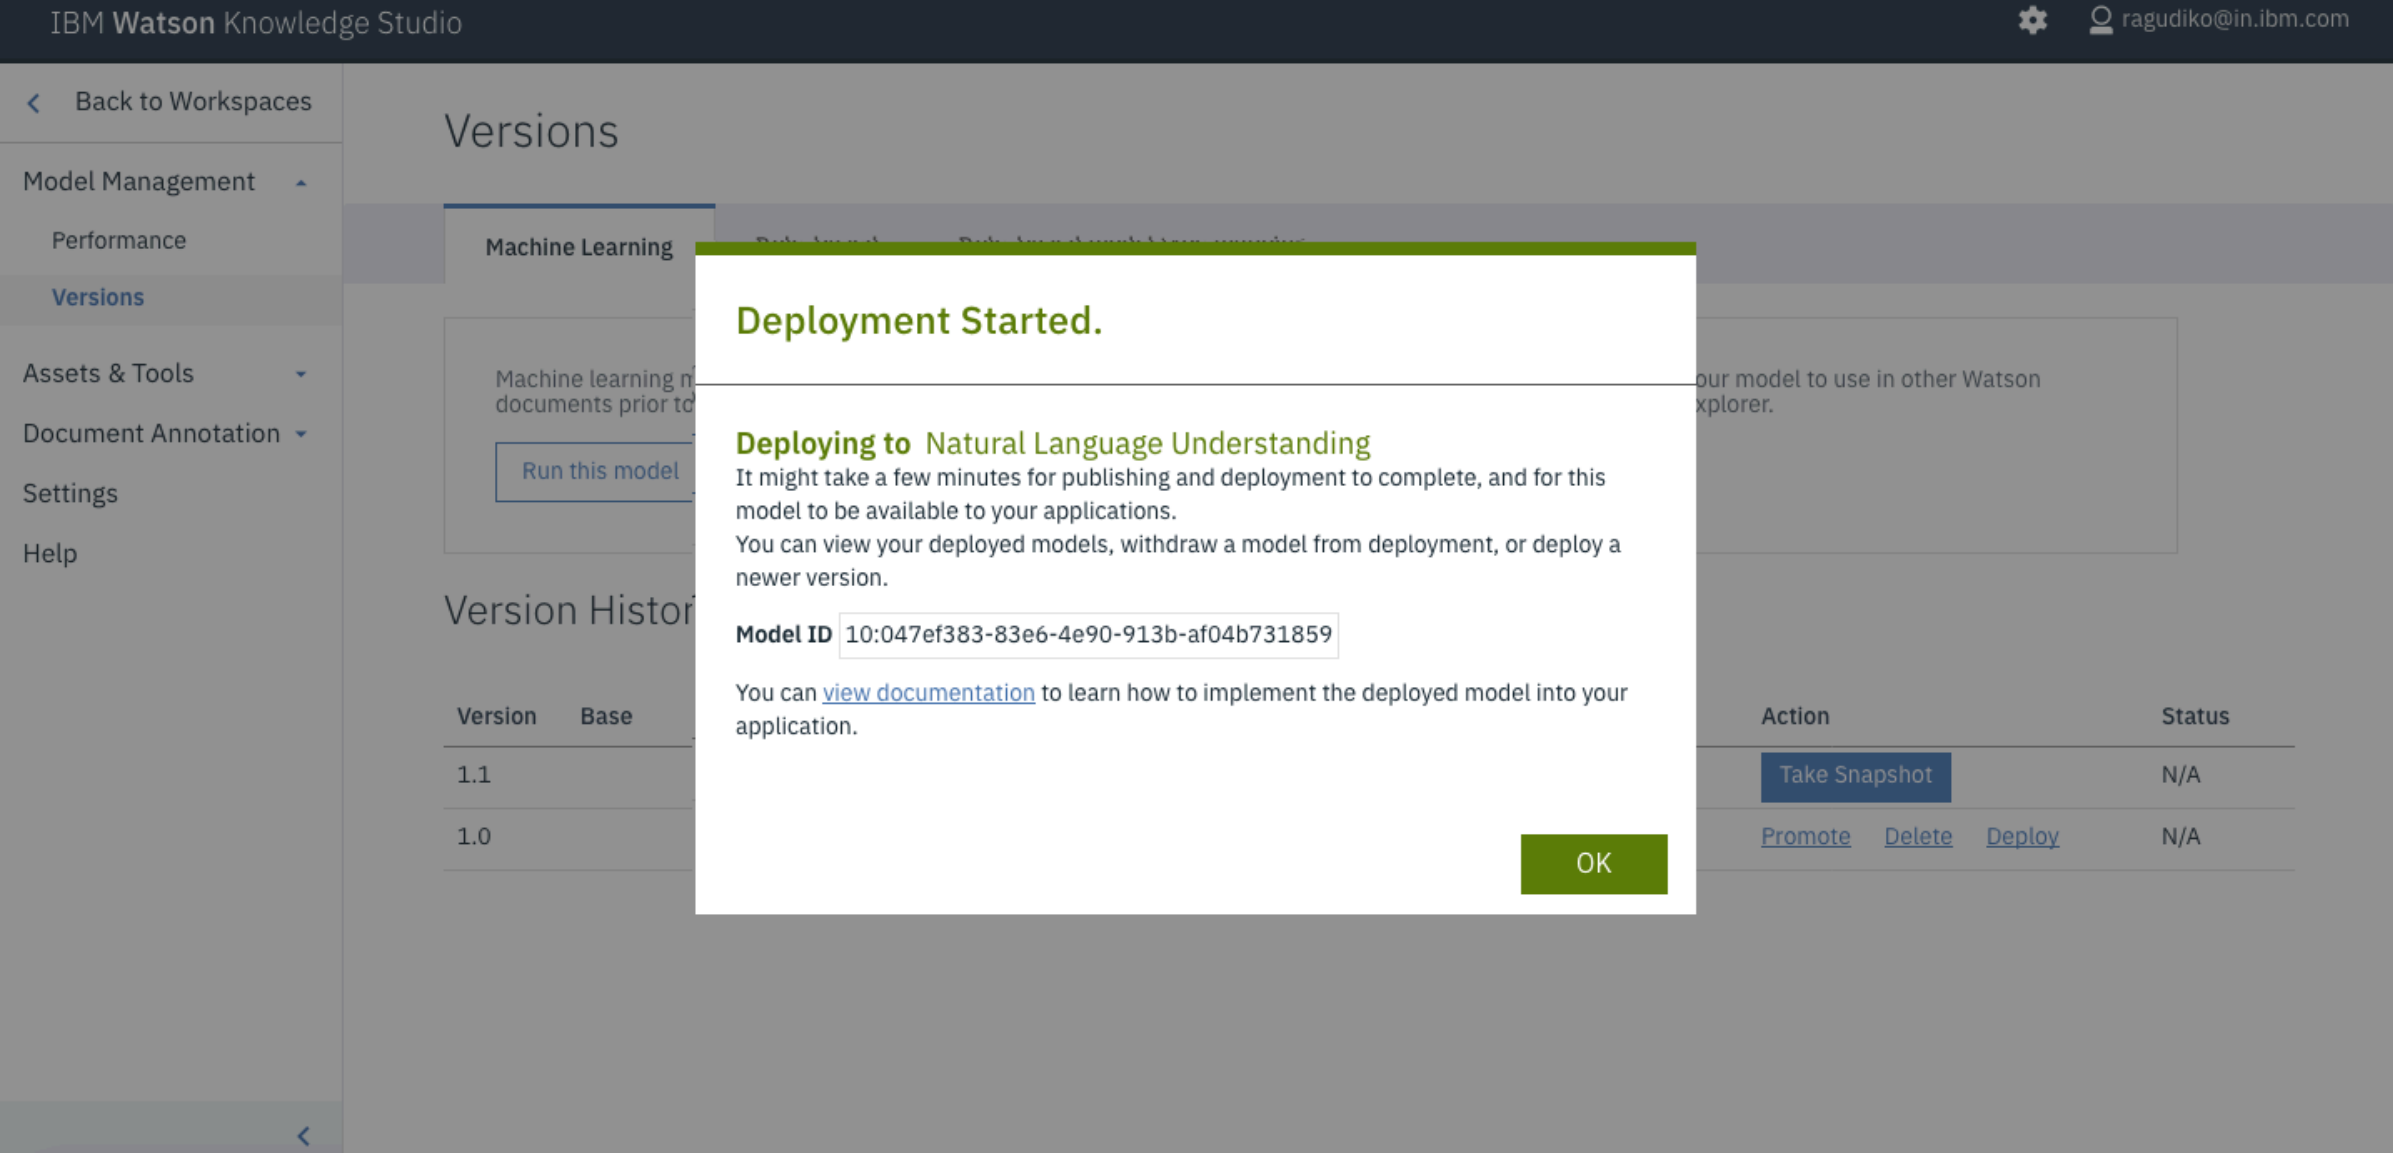 IBM Watson Knowledge Studio
ragudiko@in.ibm.com
Back to Workspaces
Versions
Model Management
Performance
Versions
Assets & Tools
Document Annotation
Settings
Help
Machine Learning
Machine learning
our model to use in other Watson
documents prior to
xplorer.
Run this model
Deployment Started.
Deploying to Natural Language Understanding
It might take a few minutes for publishing and deployment to complete, and for this
model to be available to your applications.
You can view your deployed models, withdraw a model from deployment, or deploy a
newer version.
Model ID 10:047ef383-83e6-4e90-913b-af04b731859
You can view documentation to learn how to implement the deployed model into your
application.
OK
Version Histor
Version Base Action Status
1.1 Take Snapshot N/A
1.0 Promote Delete Deploy N/A